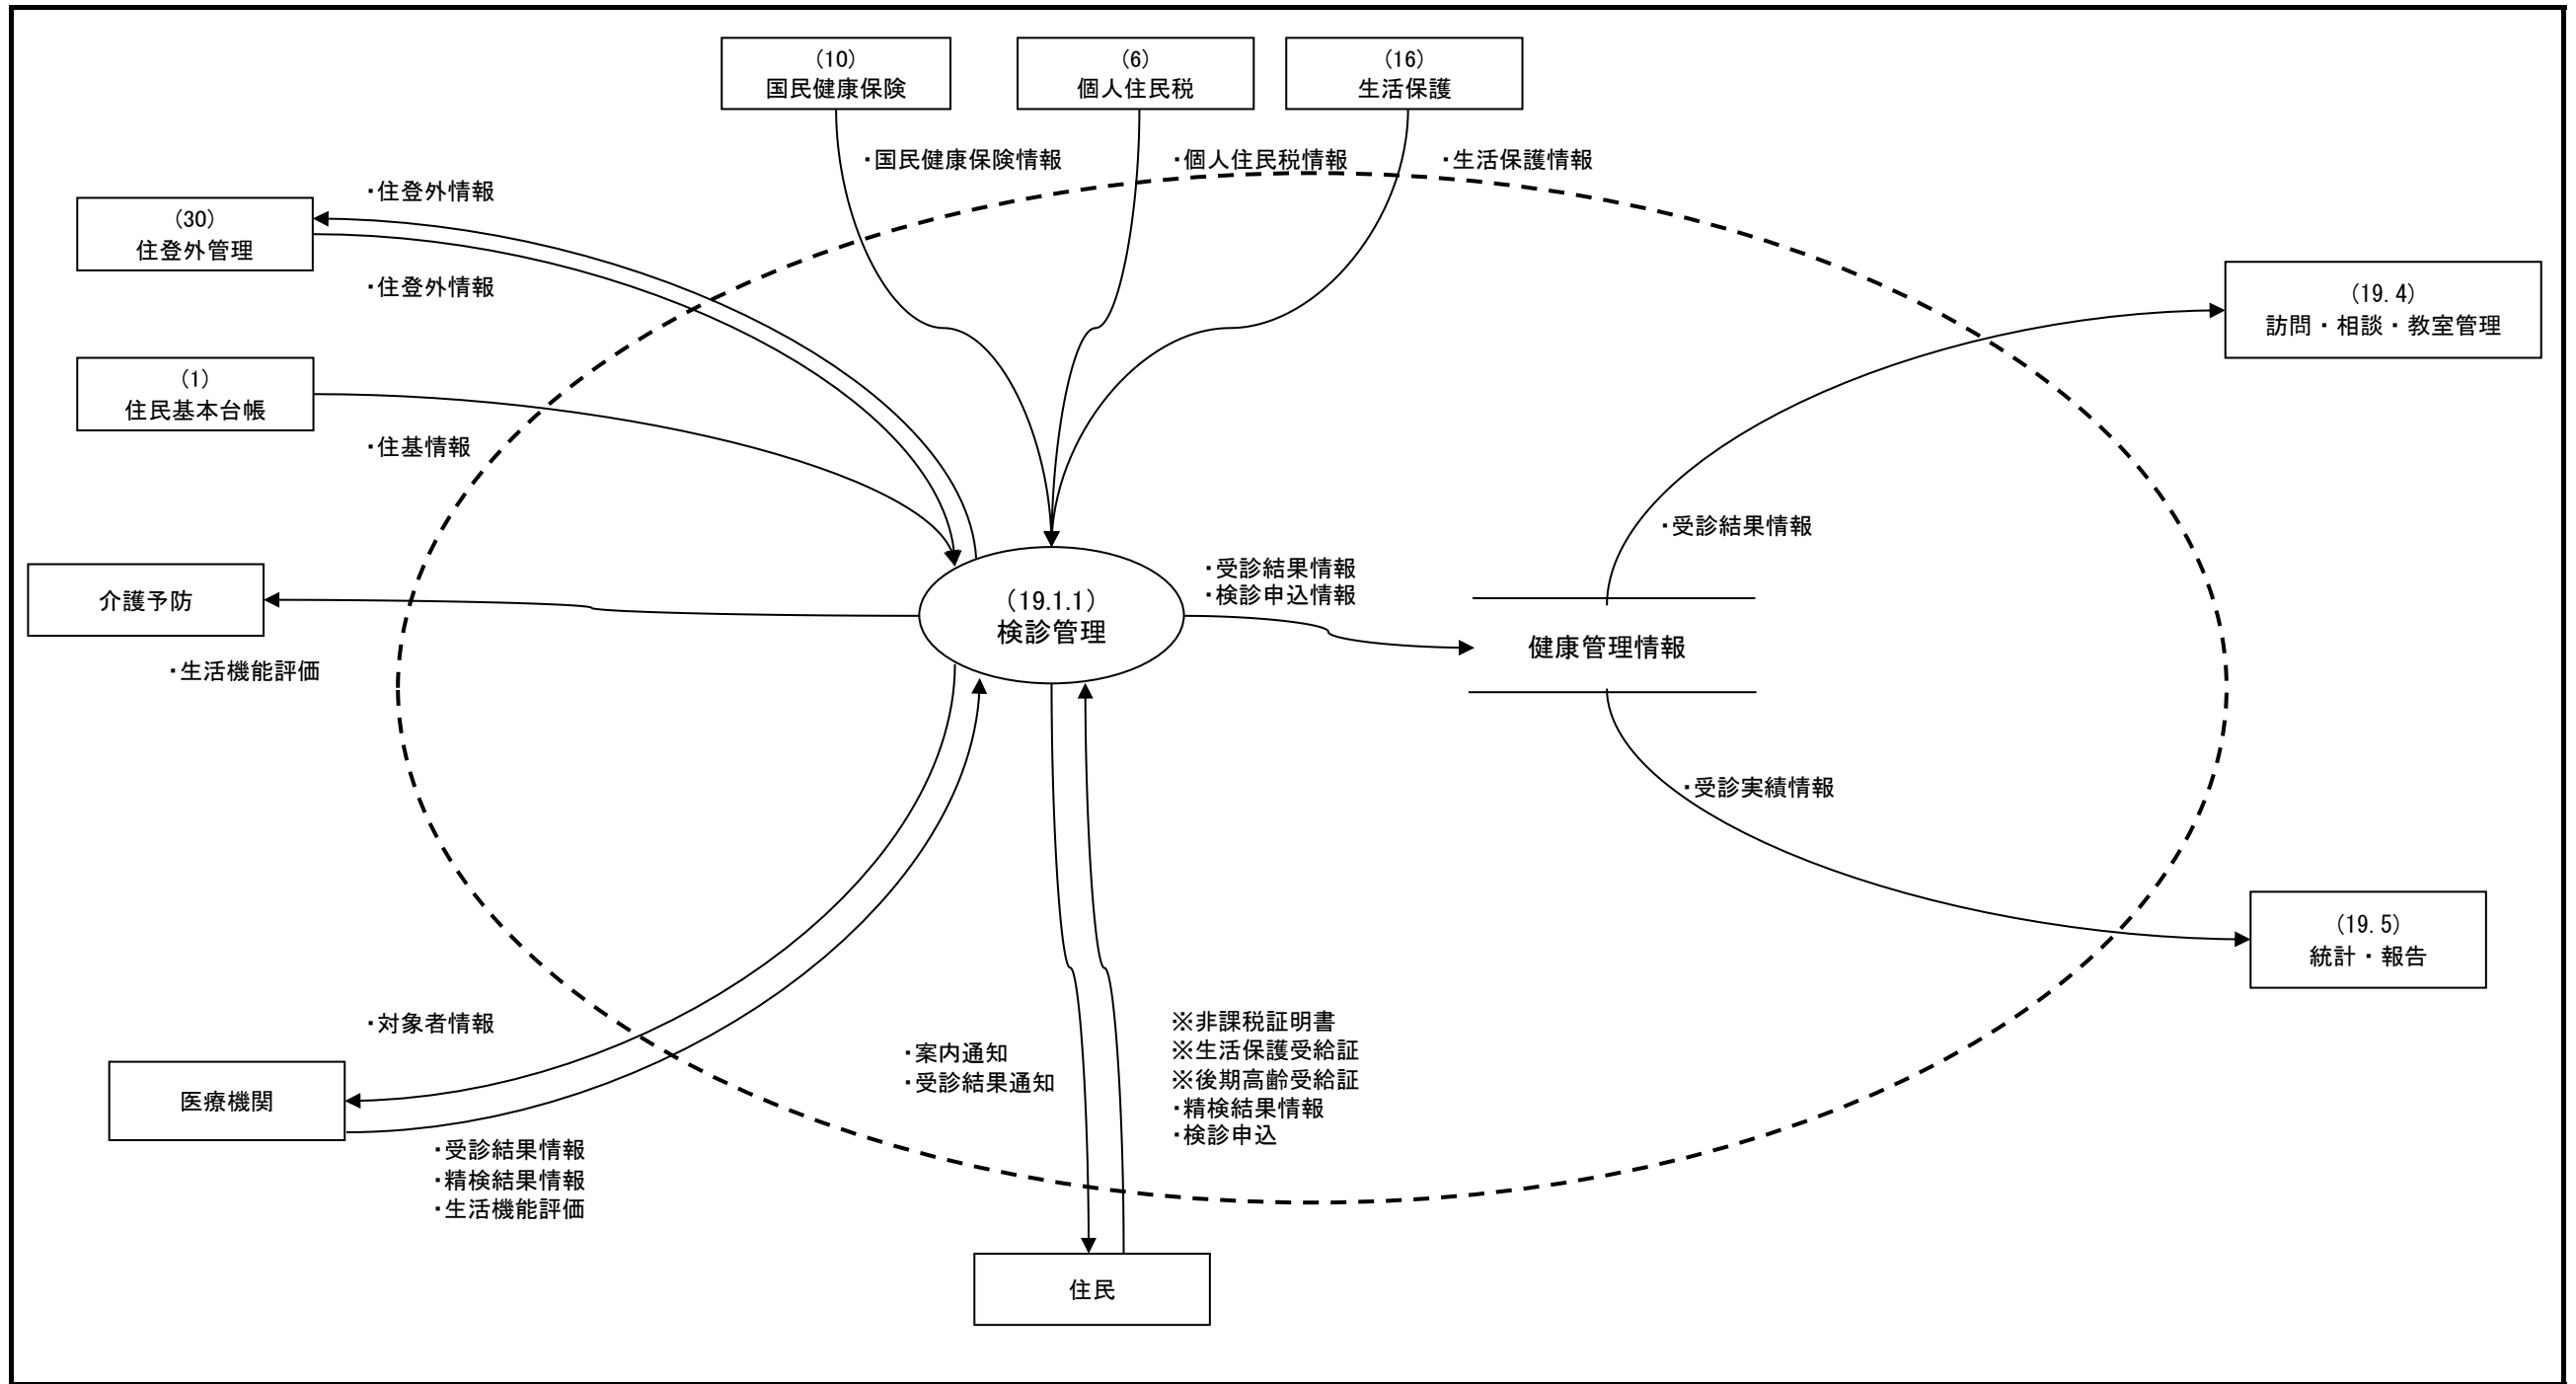 (10)
国民健康保険
(6)
個人住民税
(16)
生活保護
・国民健康保険情報
・個人住民税情報
・生活保護情報
・住登外情報
(30)
住登外管理
・住登外情報
(19.4)
訪問・相談・教室管理
(1)
住民基本台帳
・住基情報
・受診結果情報
介護予防
・生活機能評価
(19.1.1)
検診管理
・受診結果情報
・検診申込情報
健康管理情報
・受診実績情報
(19.5)
統計・報告
・対象者情報
医療機関
・受診結果情報
・精検結果情報
・生活機能評価
・案内通知
・受診結果通知
※非課税証明書
※生活保護受給証
※後期高齢受給証
・精検結果情報
・検診申込
住民